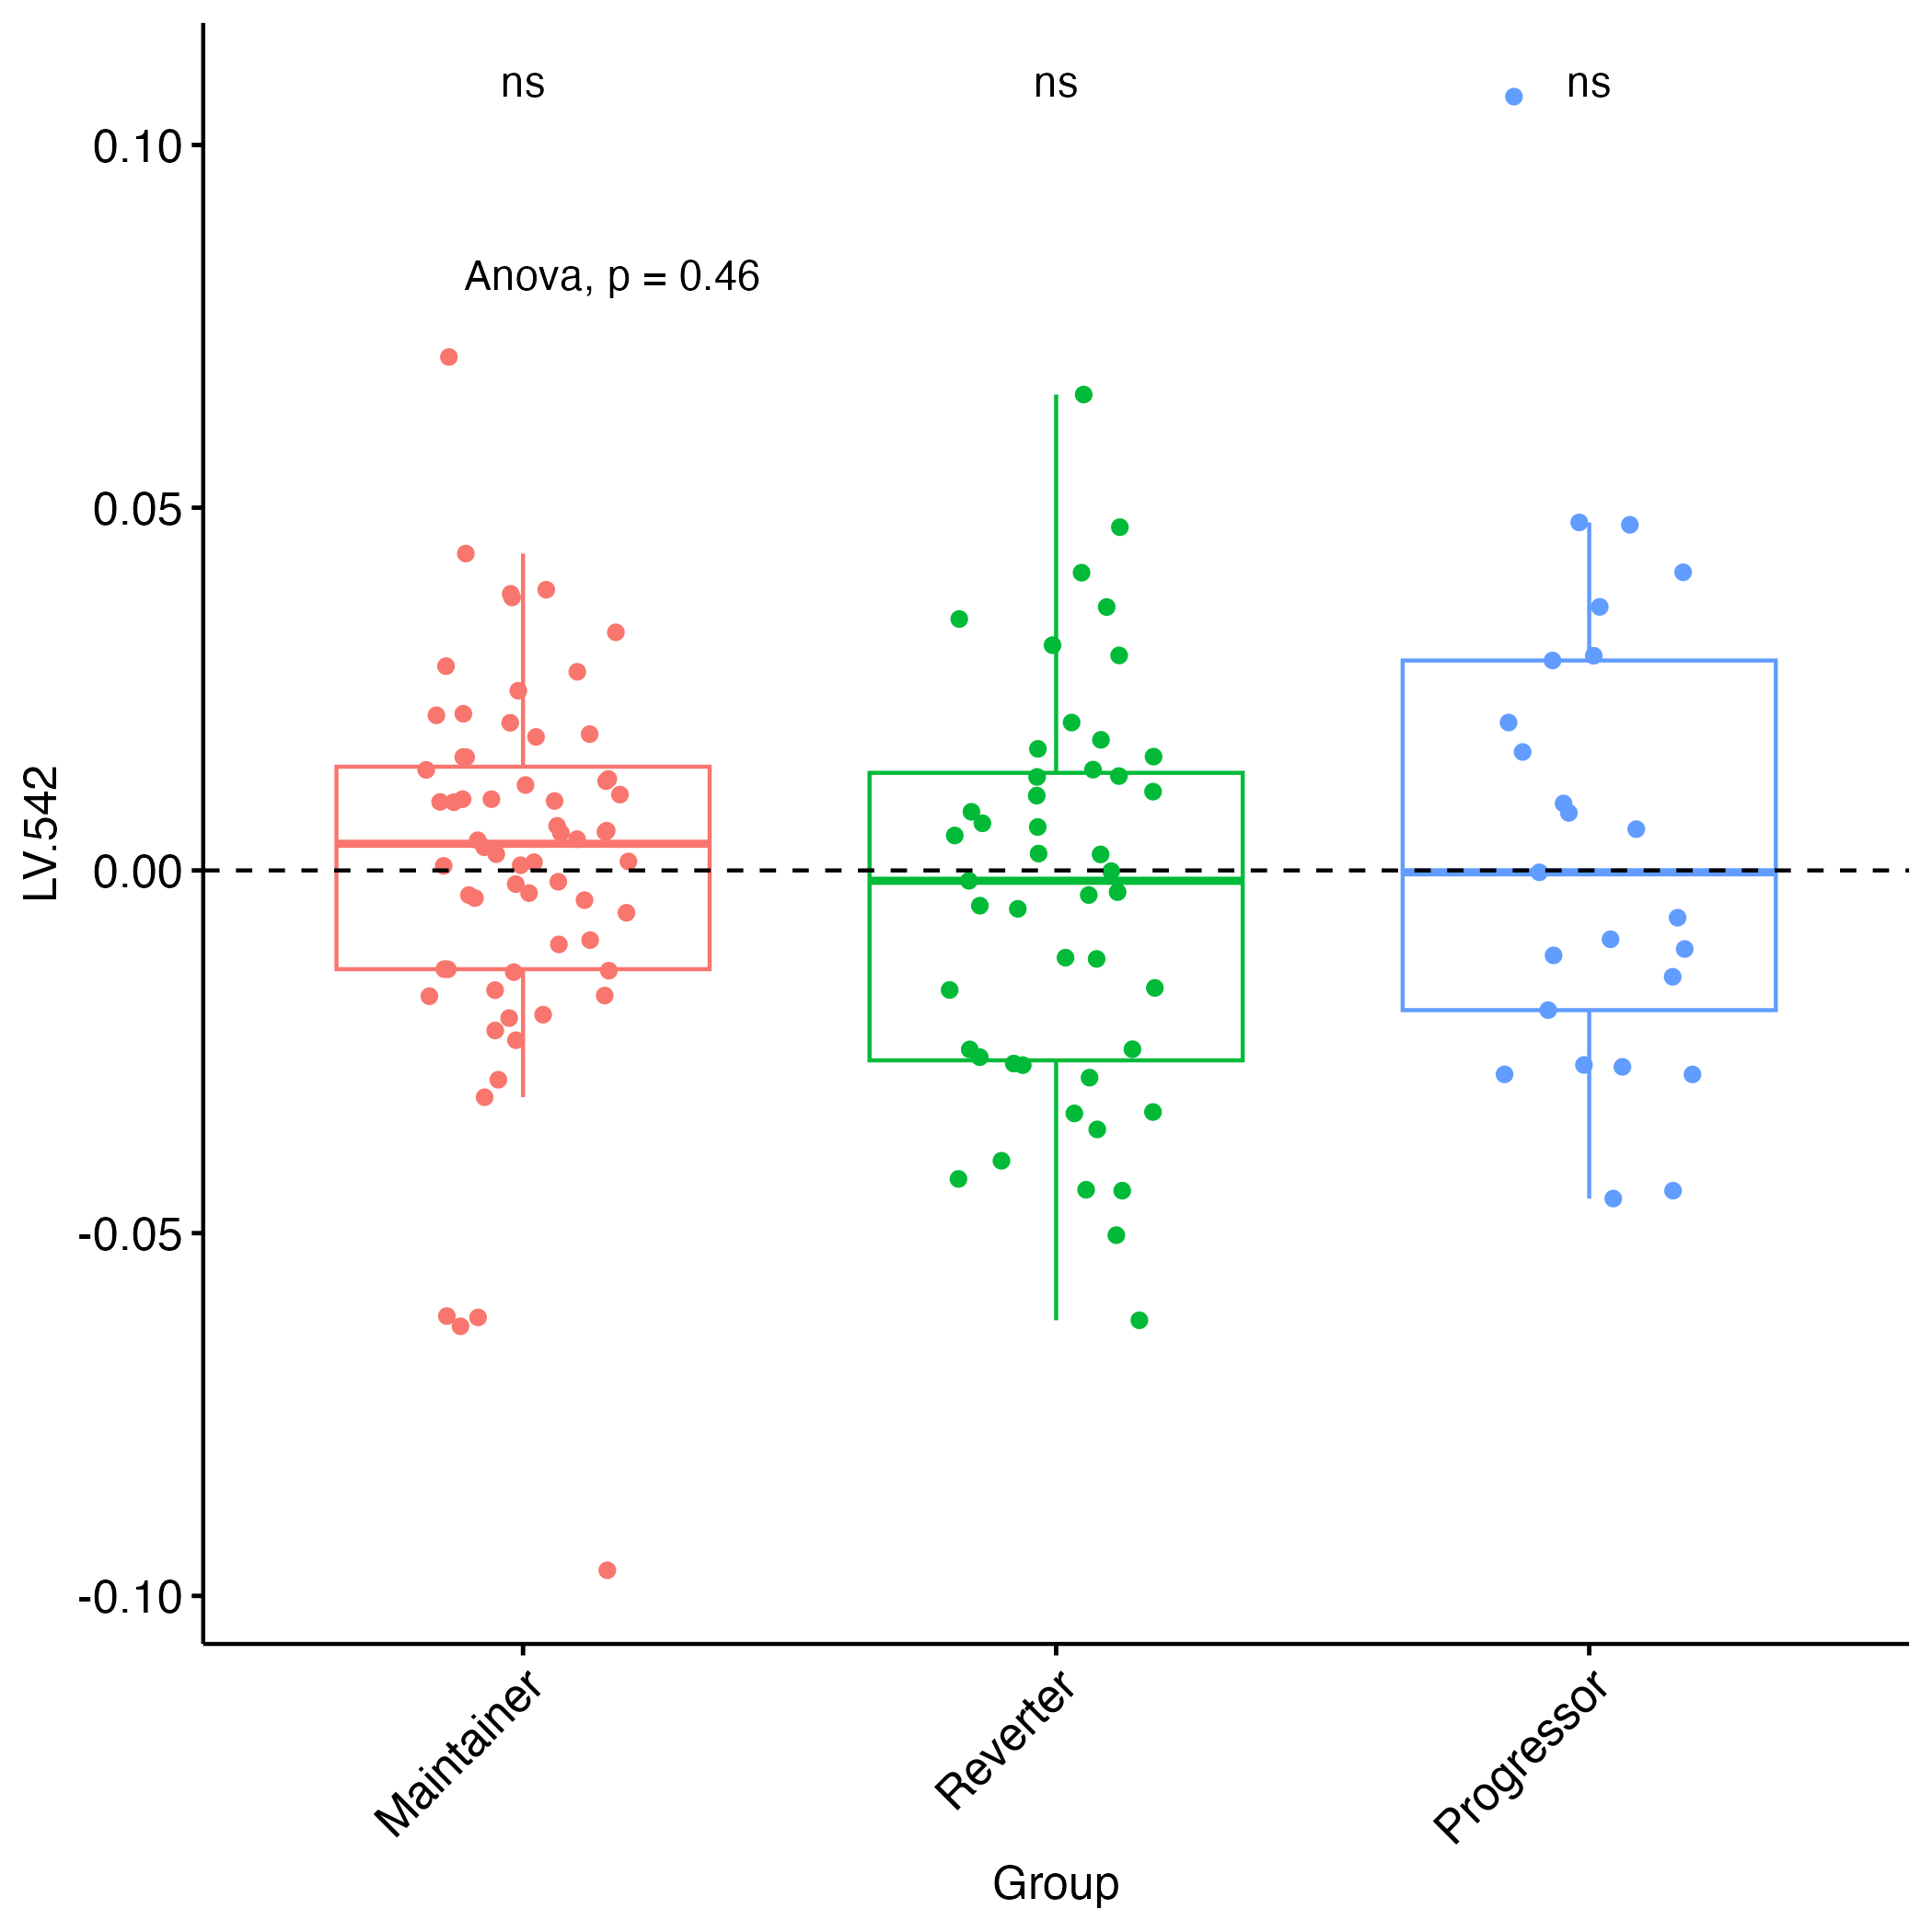 ns ns ns
0.10
Anova, p = 0.46
0.05
LV.542
0.00
-0.05
-0.10
Maintainer Reverter Progressor
Group